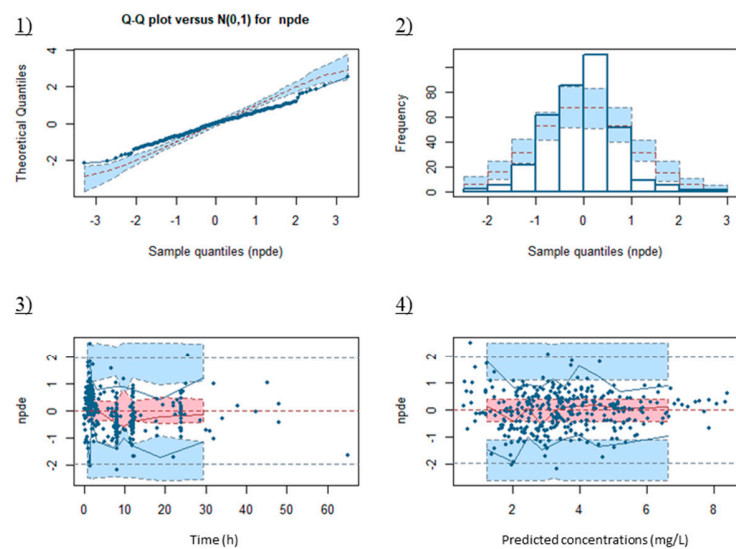 1)
Q-Q plot versus N(0,1) for npde
Theoretical Quantiles
4
2
0
-2
-3 -2 -1 0 1 2 3
Sample quantiles (npde)
2)
Frequency
80
60
40
20
0
-2 -1 0 1 2 3
Sample quantiles (npde)
3)
npde
2
1
0
-1
-2
0 10 20 30 40 50 60
Time (h)
4)
npde
2
1
0
-1
-2
2 4 6 8
Predicted concentrations (mg/L)